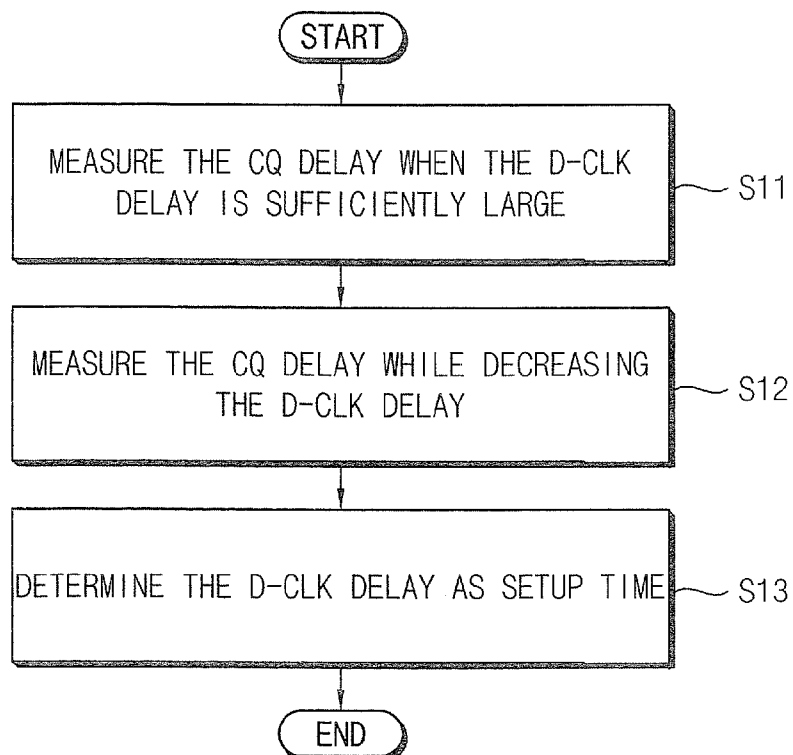 START
MEASURE THE CQ DELAY WHEN THE D-CLK
DELAY IS SUFFICIENTLY LARGE
S11
MEASURE THE CQ DELAY WHILE DECREASING
THE D-CLK DELAY
S12
DETERMINE THE D-CLK DELAY AS SETUP TIME
S13
END